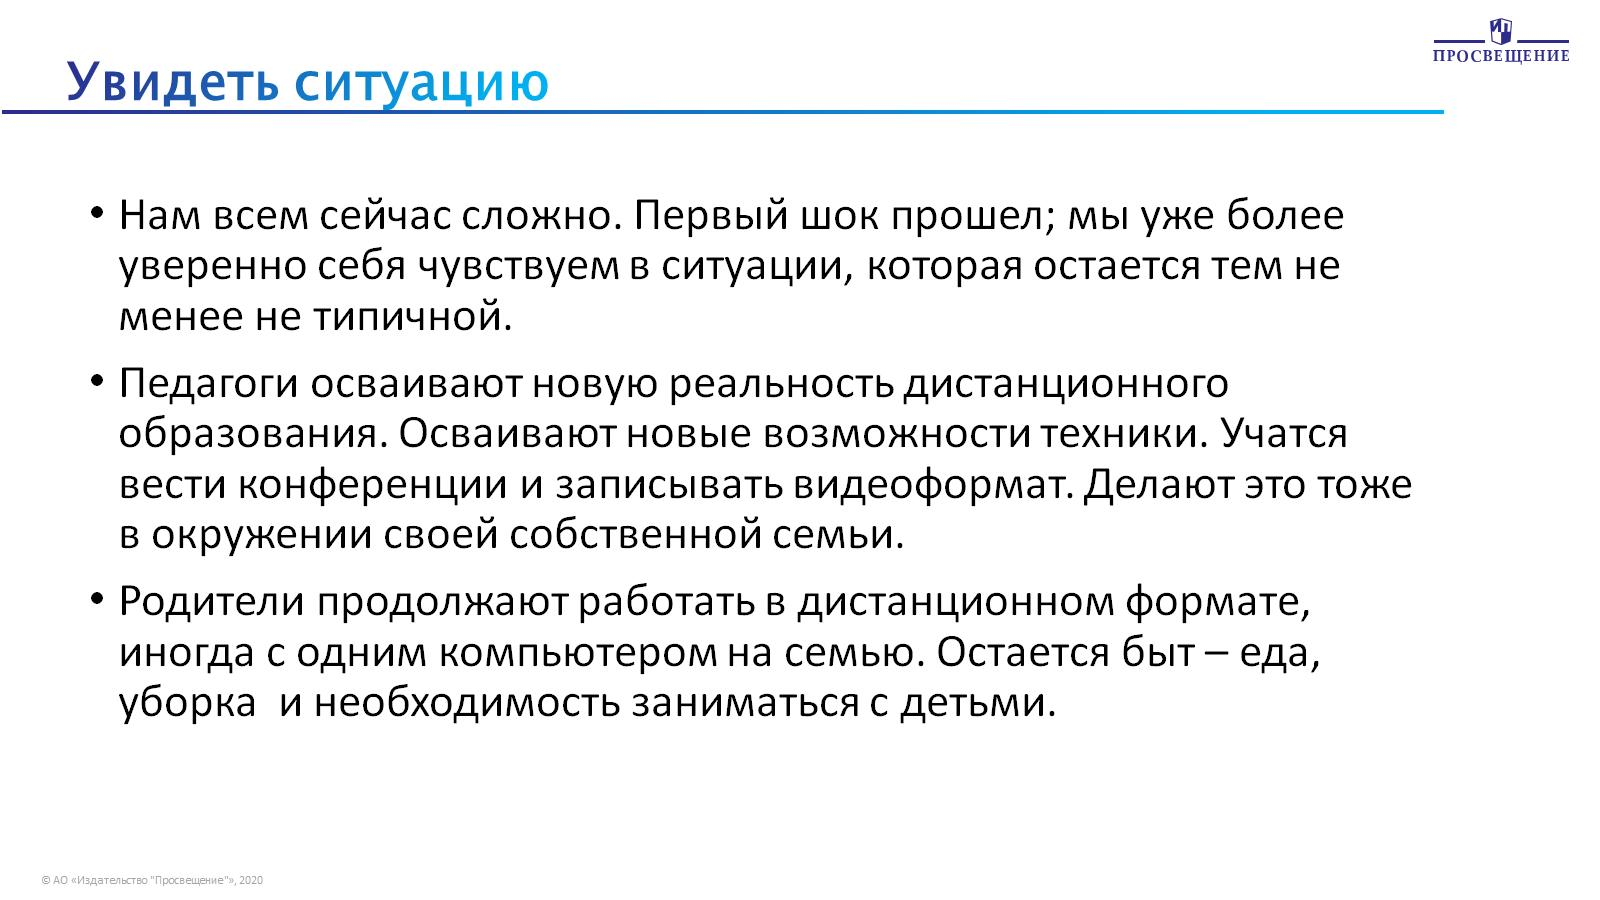 ПРОСВЕЩЕНИЕ
Увидеть ситуацию
• Нам всем сейчас сложно. Первый шок прошел; мы уже более
уверенно себя чувствуем в ситуации, которая остается тем не
менее не типичной.
• Педагоги осваивают новую реальность дистанционного
образования. Осваивают новые возможности техники. Учатся
вести конференции и записывать видеоформат. Делают это тоже
в окружении своей собственной семьи.
• Родители продолжают работать в дистанционном формате,
иногда с одним компьютером на семью. Остается быт – еда,
уборка  и необходимость заниматься с детьми.
© АО «Издательство "Просвещение"», 2020